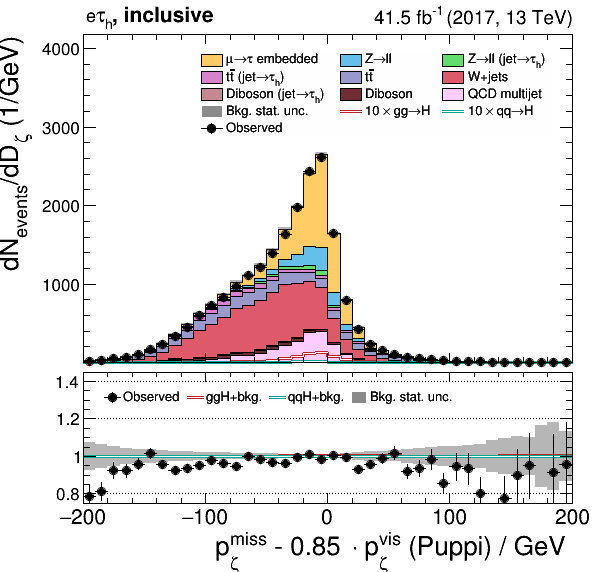 eτh, inclusive 41.5 fb⁻¹ (2017, 13 TeV)
dNevents/dDζ (1/GeV)
4000
μ→τ embedded Z→ll Z→ll (jet→τh)
tt̄ (jet→τh) tt̄ W+jets
Diboson (jet→τh) Diboson QCD multijet
Bkg. stat. unc. 10 × gg→H 10 × qq→H
Observed
3000
2000
1000
1.4
Observed ggH+bkg. qqH+bkg. Bkg. stat. unc.
1.2
1
0.8
−200 −100 0 100 200
pζmiss - 0.85 · pζvis (Puppi) / GeV